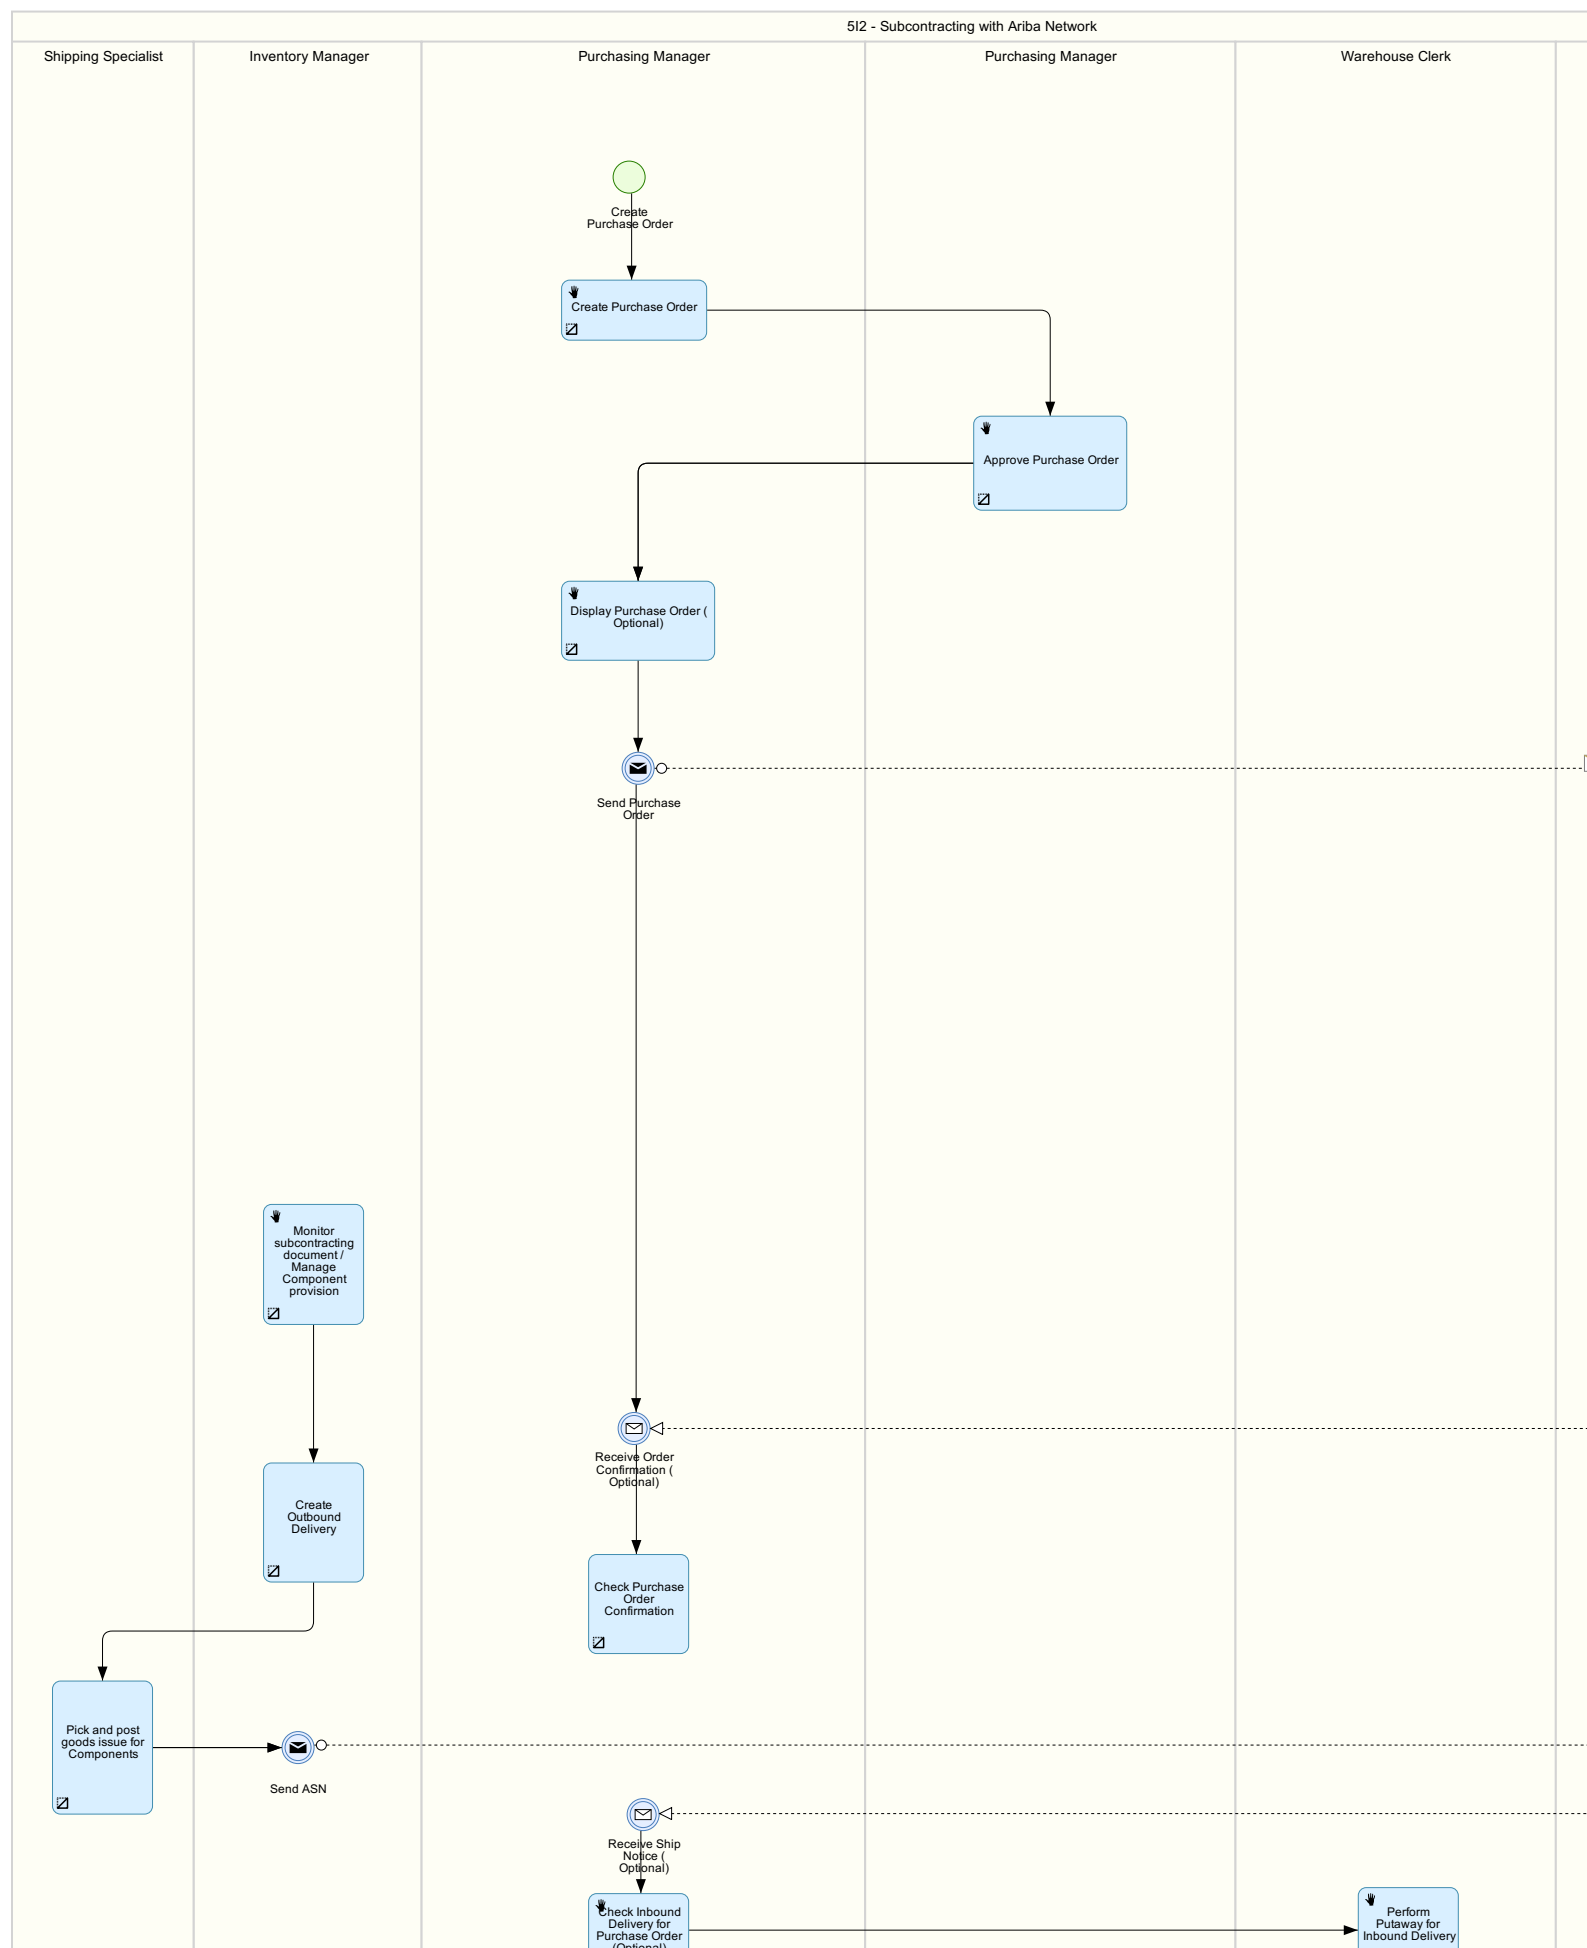 5I2 - Subcontracting with Ariba Network
Shipping Specialist
Inventory Manager
Purchasing Manager
Purchasing Manager
Warehouse Clerk
Create
Purchase Order
Create Purchase Order
Approve Purchase Order
Display Purchase Order (
Optional)
Send Purchase
Order
Monitor
subcontracting
document /
Manage
Component
provision
Receive Order
Confirmation (
Optional)
Create
Outbound
Delivery
Check Purchase
Order
Confirmation
Pick and post
goods issue for
Components
Send ASN
Receive Ship
Notice (
Optional)
Check Inbound
Delivery for
Purchase Order
(Optional)
Perform
Putaway for
Inbound Delivery